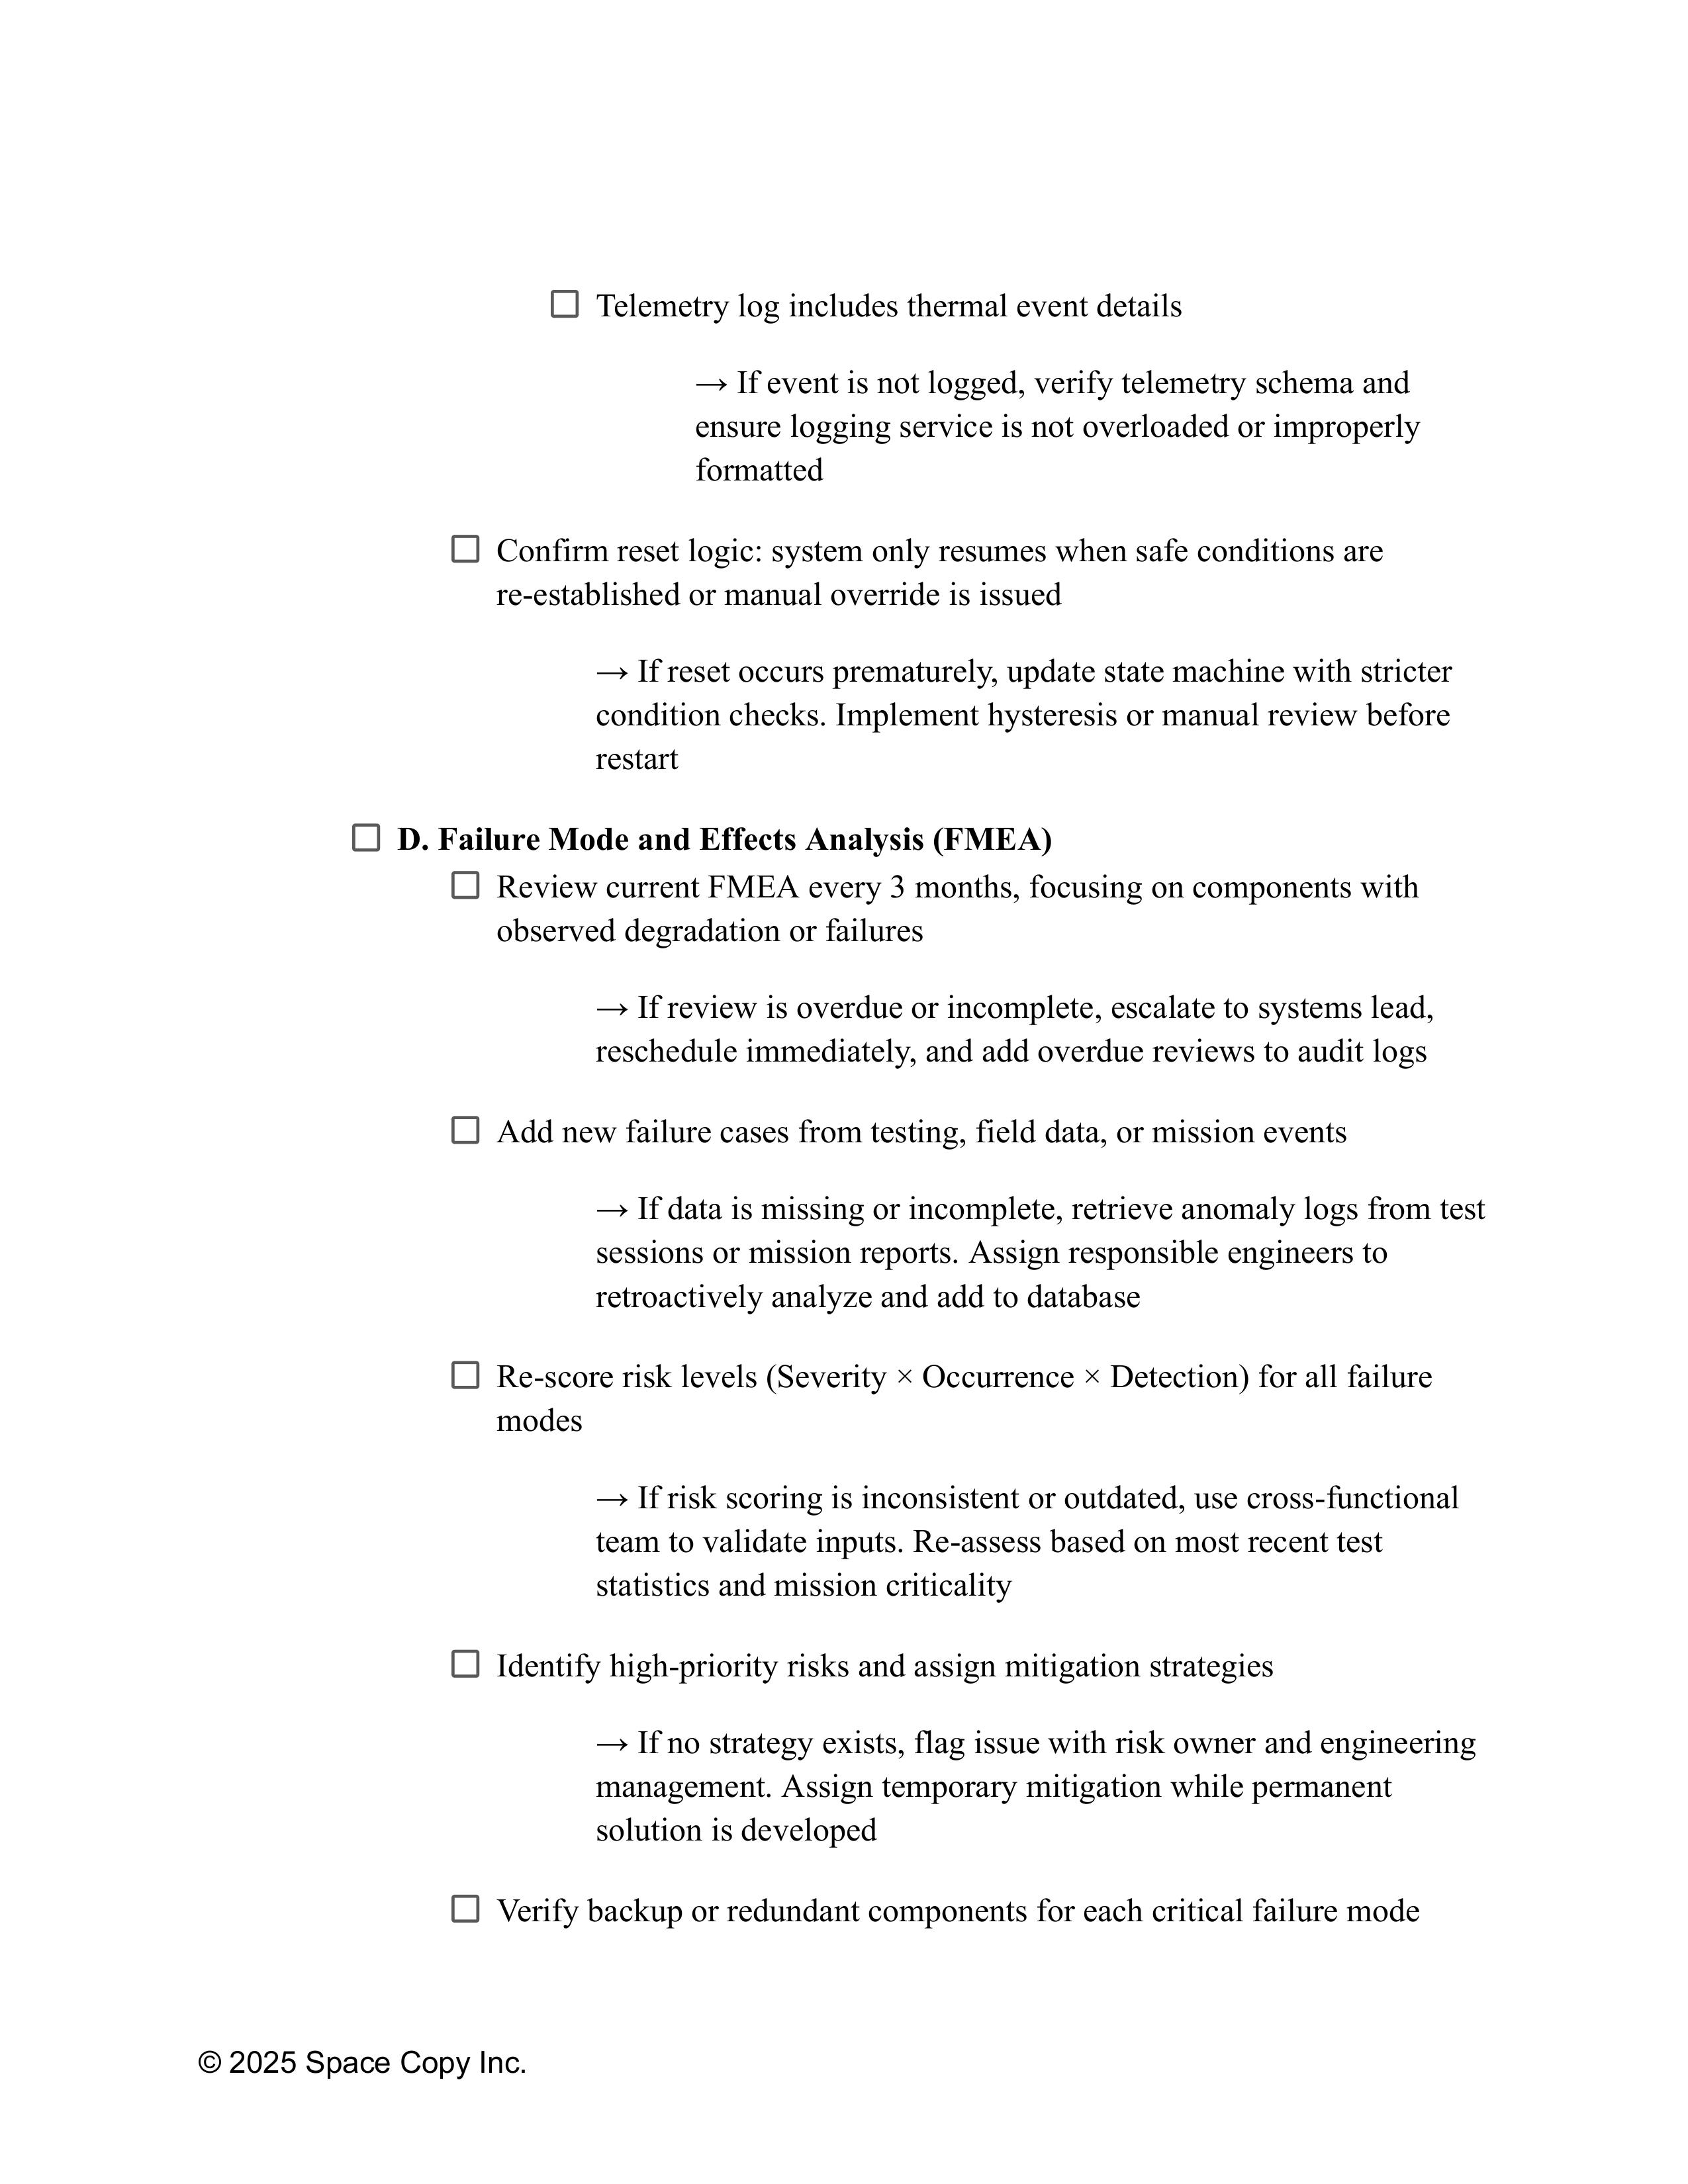 Telemetry log includes thermal event details
→ If event is not logged, verify telemetry schema and
ensure logging service is not overloaded or improperly
formatted
Confirm reset logic: system only resumes when safe conditions are
re-established or manual override is issued
→ If reset occurs prematurely, update state machine with stricter
condition checks. Implement hysteresis or manual review before
restart
D. Failure Mode and Effects Analysis (FMEA)
Review current FMEA every 3 months, focusing on components with
observed degradation or failures
→ If review is overdue or incomplete, escalate to systems lead,
reschedule immediately, and add overdue reviews to audit logs
Add new failure cases from testing, field data, or mission events
→ If data is missing or incomplete, retrieve anomaly logs from test
sessions or mission reports. Assign responsible engineers to
retroactively analyze and add to database
Re-score risk levels (Severity × Occurrence × Detection) for all failure
modes
→ If risk scoring is inconsistent or outdated, use cross-functional
team to validate inputs. Re-assess based on most recent test
statistics and mission criticality
Identify high-priority risks and assign mitigation strategies
→ If no strategy exists, flag issue with risk owner and engineering
management. Assign temporary mitigation while permanent
solution is developed
Verify backup or redundant components for each critical failure mode
© 2025 Space Copy Inc.